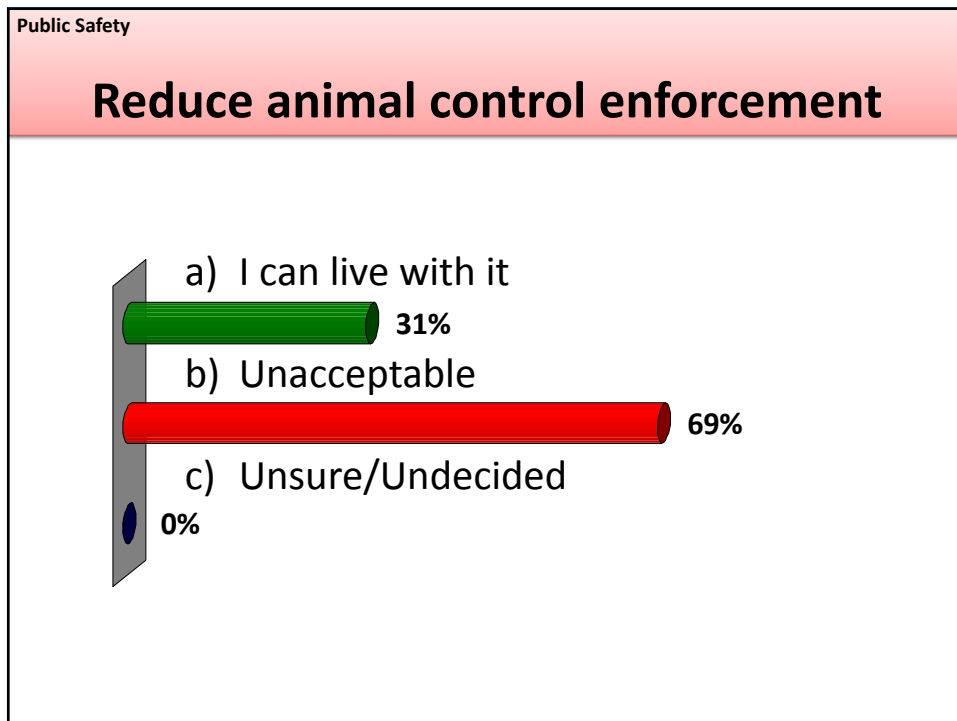 Public Safety
Reduce animal control enforcement
a) I can live with it
31%
b) Unacceptable
69%
c) Unsure/Undecided
0%